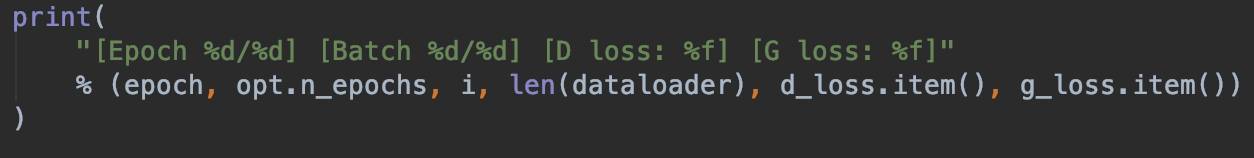 print(
    "[Epoch %d/%d] [Batch %d/%d] [D loss: %f] [G loss: %f]"
    % (epoch, opt.n_epochs, i, len(dataloader), d_loss.item(), g_loss.item())
)